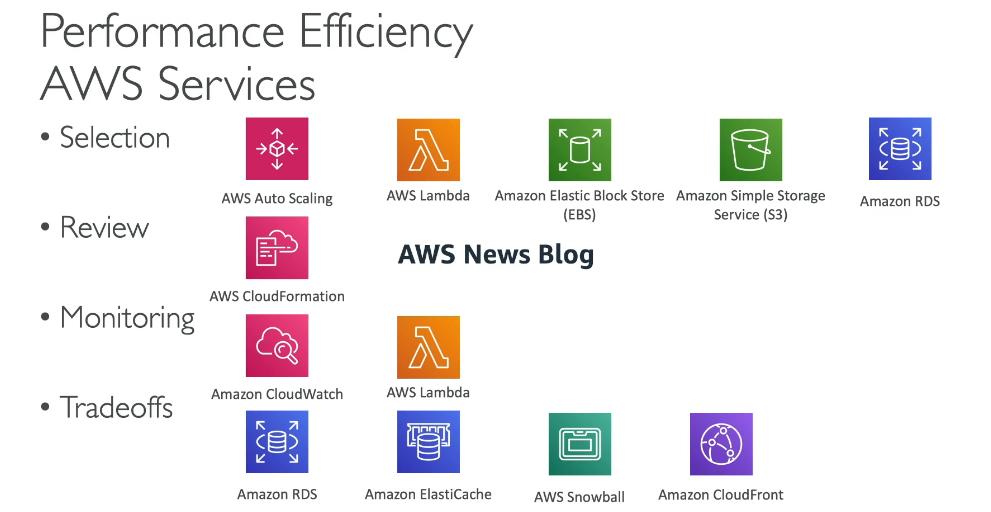 Performance Efficiency
AWS Services
• Selection
AWS Auto Scaling
AWS Lambda
Amazon Elastic Block Store
(EBS)
Amazon Simple Storage
Service (S3)
Amazon RDS
• Review
AWS CloudFormation
AWS News Blog
• Monitoring
Amazon CloudWatch
AWS Lambda
• Tradeoffs
Amazon RDS
Amazon ElastiCache
AWS Snowball
Amazon CloudFront